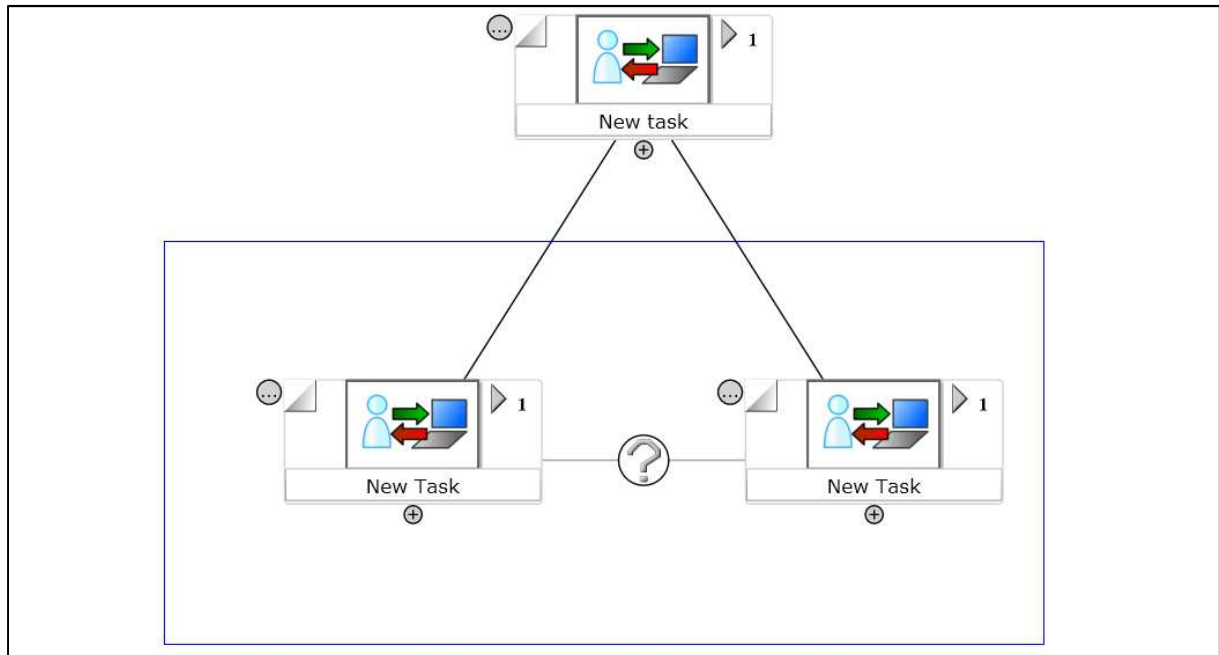 ... 1
New task
+
... 1 ... 1
?
New Task New Task
+ +